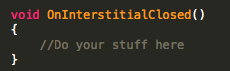 void OnInterstitialClosed()
{
    //Do your stuff here
}